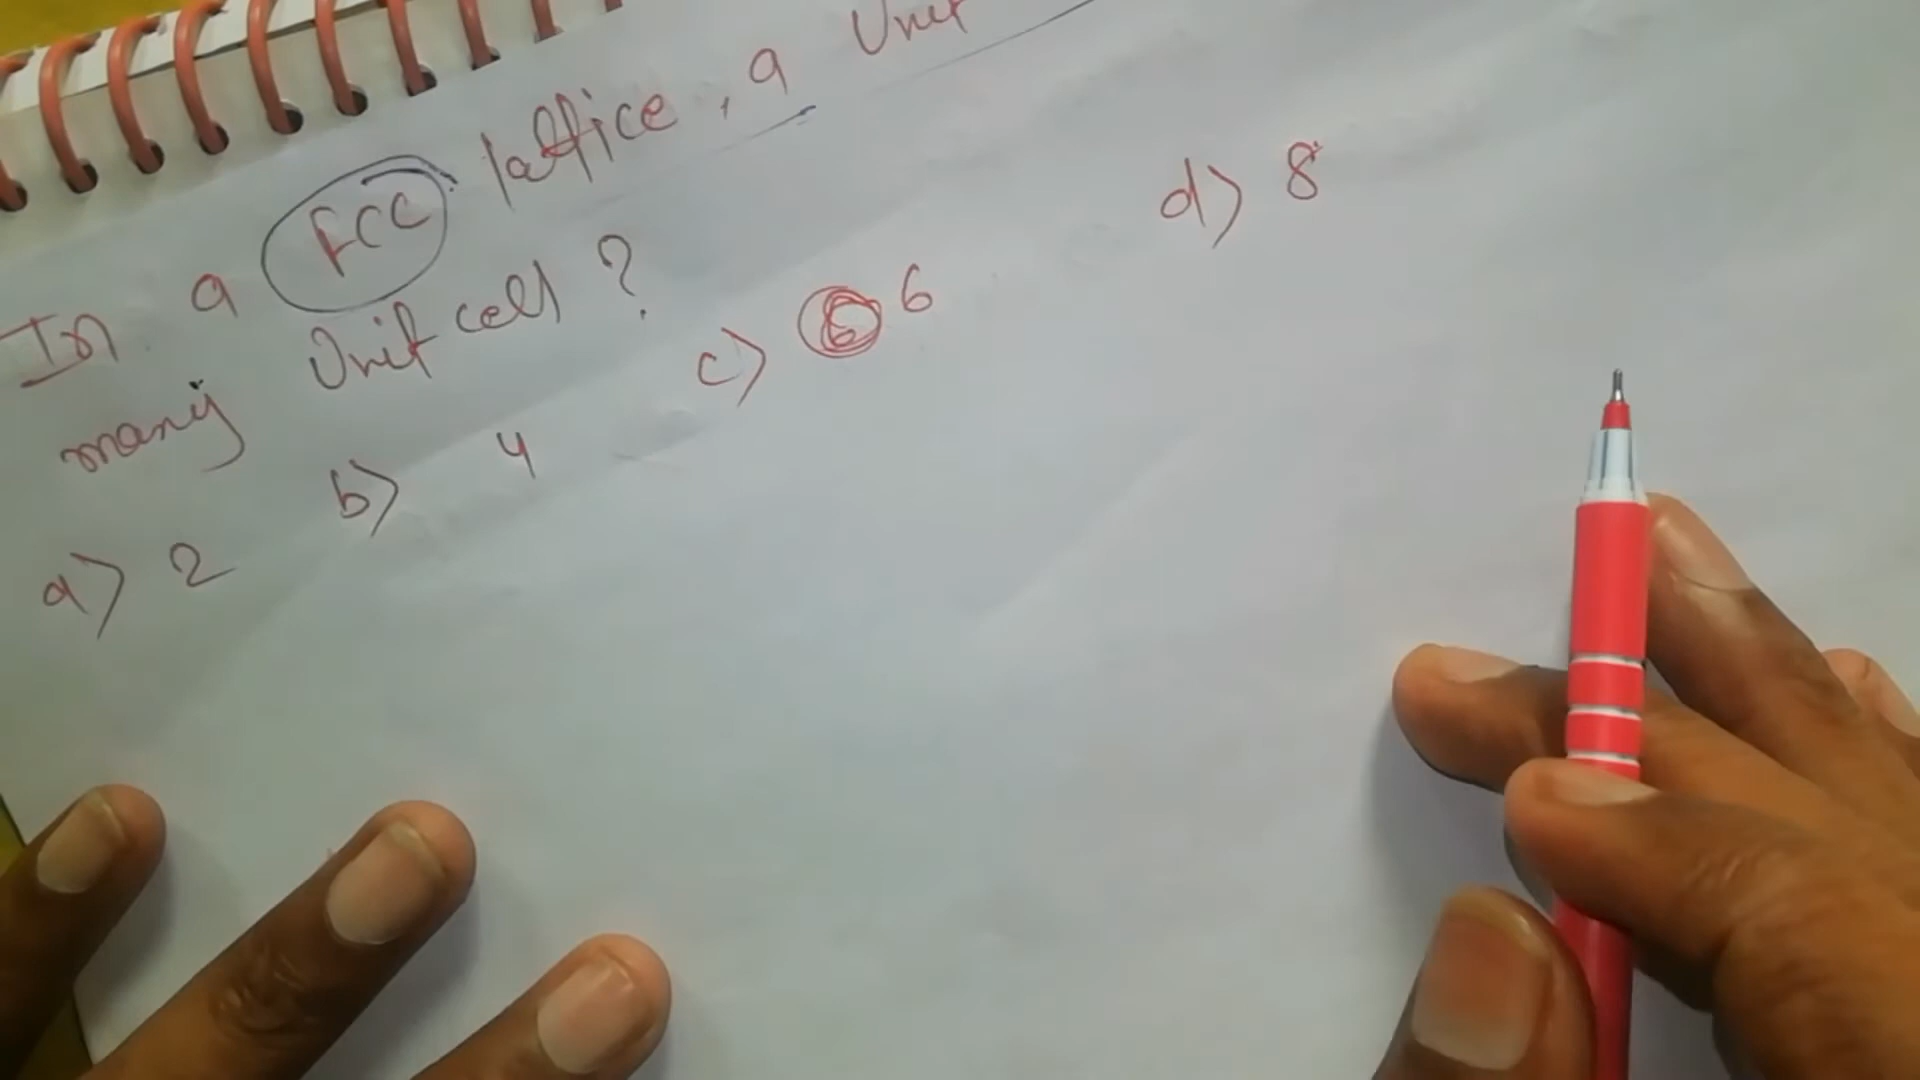 In a FCC lattice, a Unit
many Unit cell ?
a) 2 b) 4 c) 6 d) 8